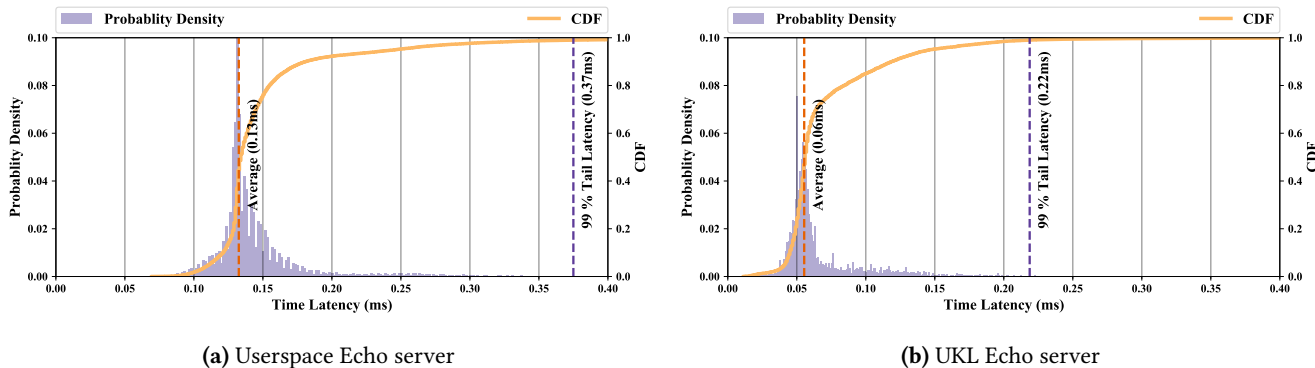 Probablity Density
CDF
0.10
0.08
0.06
0.04
0.02
0.00
Probablity Density
1.0
0.8
0.6
0.4
0.2
0.0
CDF
Average (0.13ms)
99 % Tail Latency (0.37ms)
0.00 0.05 0.10 0.15 0.20 0.25 0.30 0.35 0.40
Time Latency (ms)
(a) Userspace Echo server
Probablity Density
CDF
0.10
0.08
0.06
0.04
0.02
0.00
Probablity Density
1.0
0.8
0.6
0.4
0.2
0.0
CDF
Average (0.06ms)
99 % Tail Latency (0.22ms)
0.00 0.05 0.10 0.15 0.20 0.25 0.30 0.35 0.40
Time Latency (ms)
(b) UKL Echo server